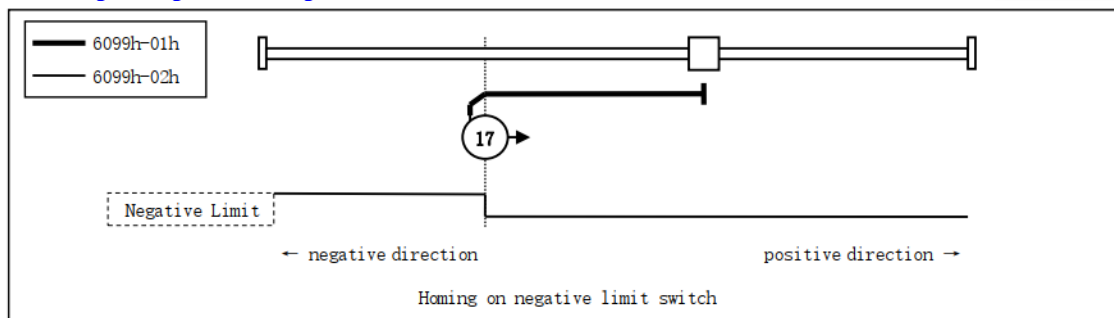 6099h-01h
6099h-02h
17
Negative Limit
← negative direction
positive direction →
Homing on negative limit switch